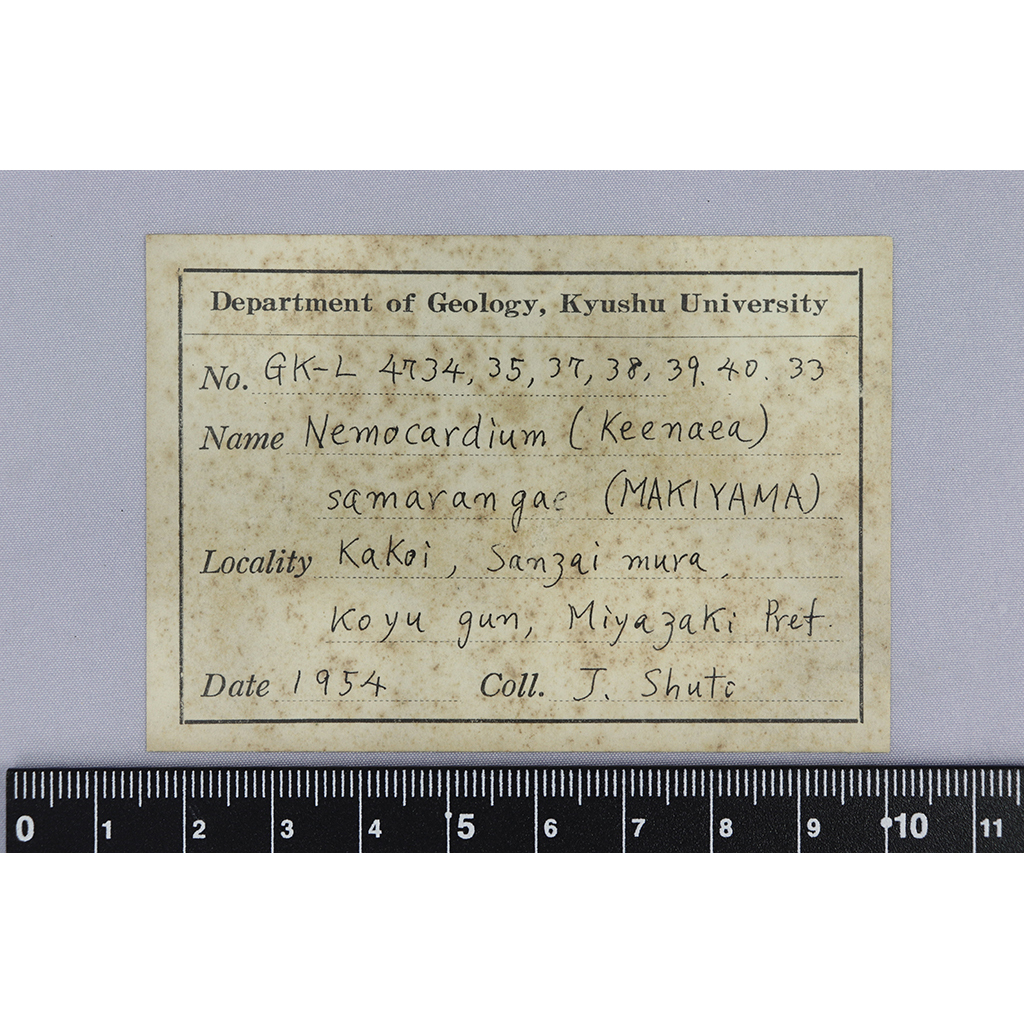 Department of Geology, Kyushu University
No. GK-L 4734, 35, 37, 38, 39. 40. 33
Name Nemocardium (Keenaea)
samarangae (MAKIYAMA)
Locality Kakoi, Sanzai mura,
Koyu gun, Miyazaki Pref.
Date 1954 Coll. J. Shuto
0 1 2 3 4 5 6 7 8 9 10 11